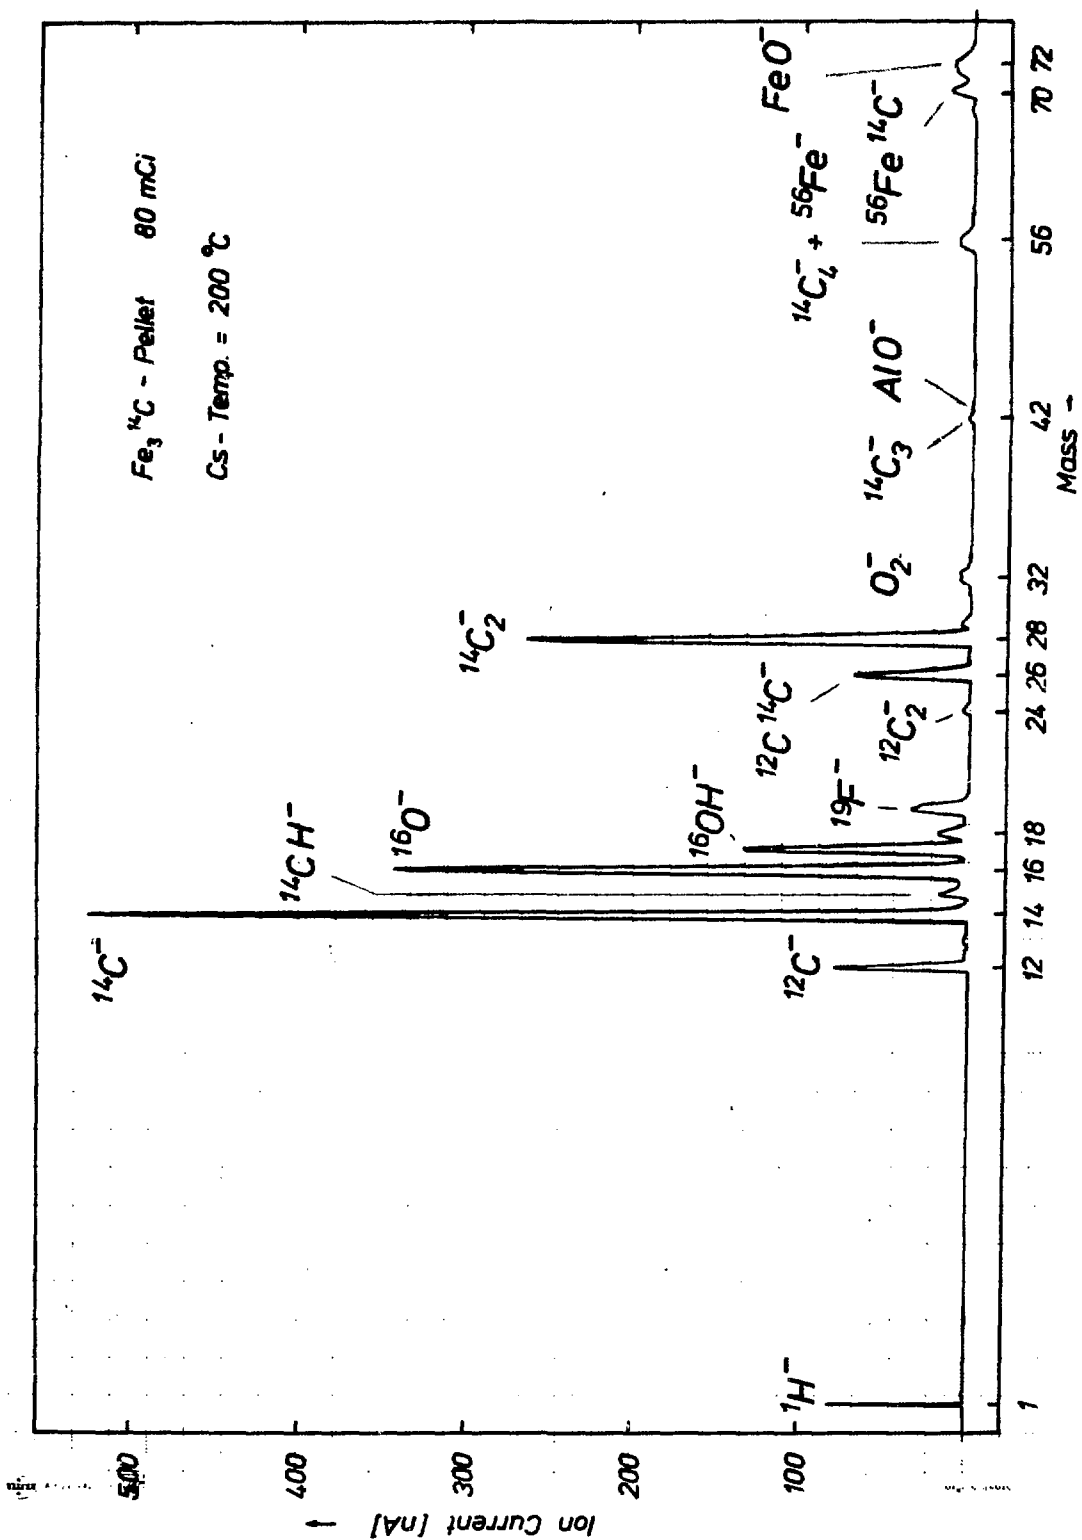 Fe₃ ¹⁴C - Pellet 80 mCi
Cs - Temp. = 200 °C
¹H⁻
¹²C⁻
¹⁴C⁻
¹⁴CH⁻
¹⁶O⁻
¹⁶OH⁻
¹⁹F⁻
¹²C₂⁻
¹²C ¹⁴C⁻
¹⁴C₂⁻
O₂⁻
¹⁴C₃⁻
AlO⁻
¹⁴C₄⁻ + ⁵⁶Fe⁻
⁵⁶Fe ¹⁴C⁻
FeO⁻
500
400
300
200
100
Ion Current [nA] →
1 12 14 16 18 24 26 28 32 42 56 70 72
Mass →